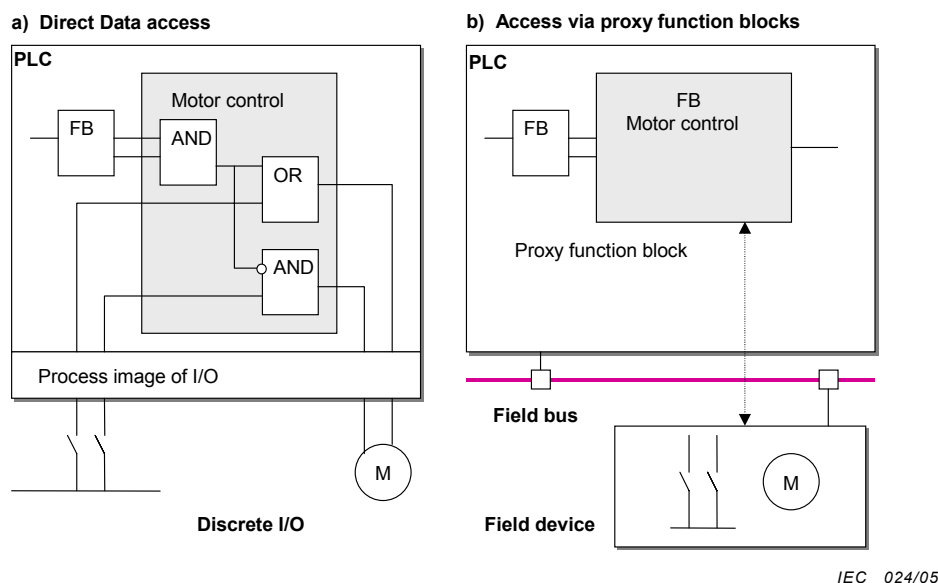 a) Direct Data access
PLC
Motor control
FB
AND
OR
AND
Process image of I/O
M
Discrete I/O
b) Access via proxy function blocks
PLC
FB
FB
Motor control
Proxy function block
Field bus
M
Field device
IEC 024/05